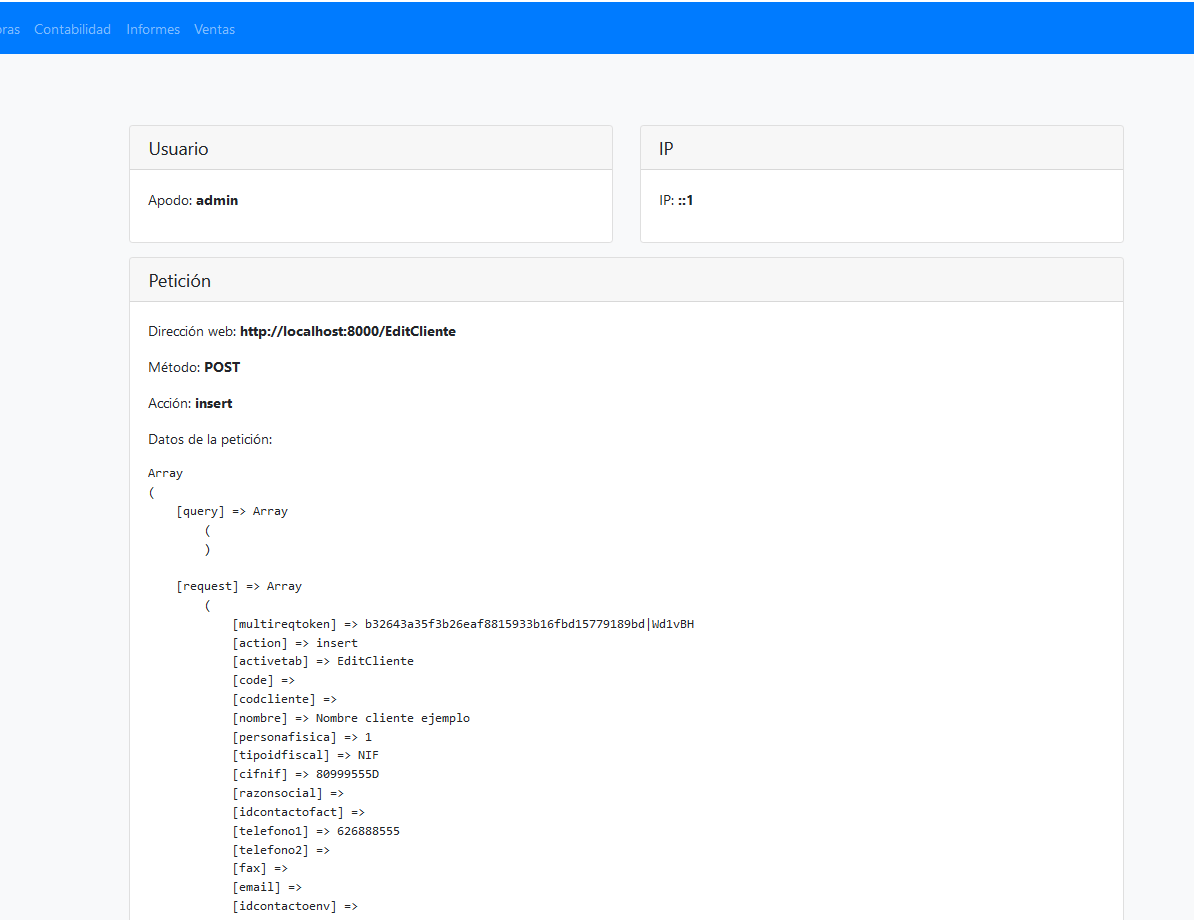 Contabilidad Informes Ventas
Usuario
Apodo: admin
IP
IP: ::1
Petición
Dirección web: http://localhost:8000/EditCliente
Método: POST
Acción: insert
Datos de la petición:
Array
(
[query] => Array
(
)
[request] => Array
(
[multireqtoken] => b32643a35f3b26eaf8815933b16fbd15779189bd|Wd1vBH
[action] => insert
[activetab] => EditCliente
[code] =>
[codcliente] =>
[nombre] => Nombre cliente ejemplo
[personafisica] => 1
[tipoidfiscal] => NIF
[cifnif] => 80999555D
[razonsocial] =>
[idcontactofact] =>
[telefono1] => 626888555
[telefono2] =>
[fax] =>
[email] =>
[idcontactoenv] =>